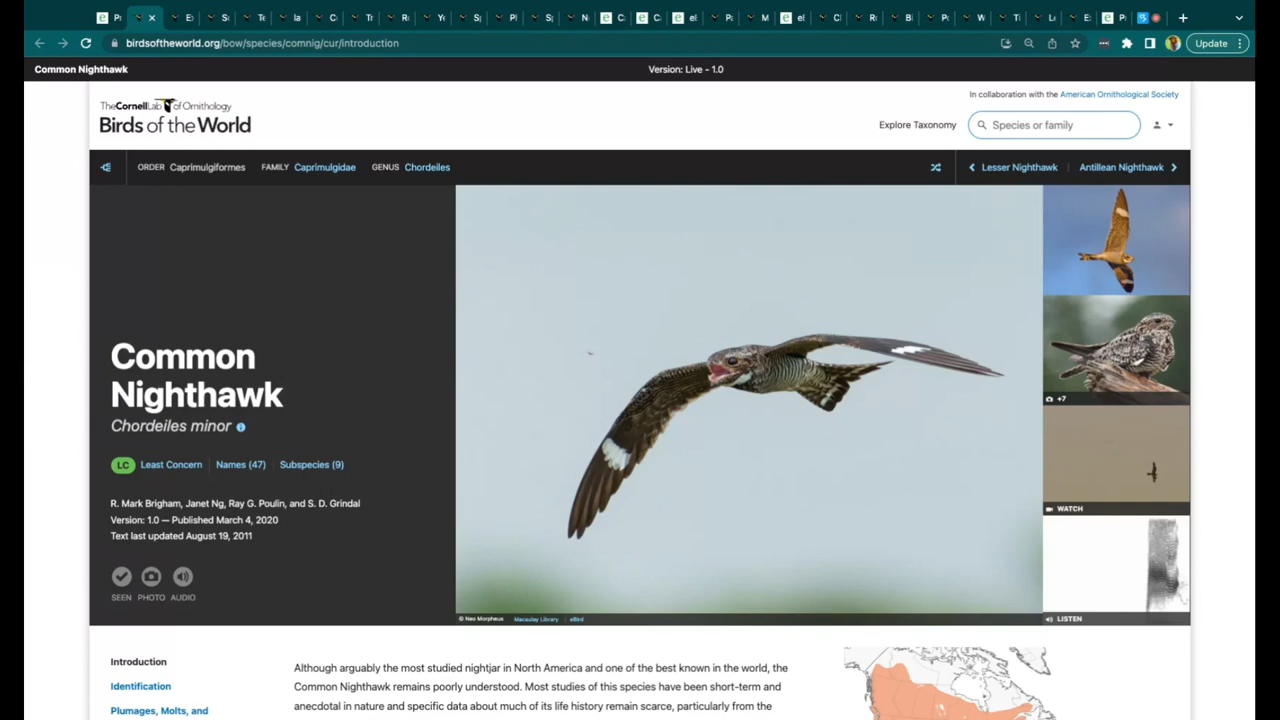 birdsoftheworld.org/bow/species/comnig/cur/introduction
Update
Common Nighthawk
Version: Live - 1.0
In collaboration with the American Ornithological Society
TheCornellLab of Ornithology
Birds of the World
Explore Taxonomy
Species or family
ORDER Caprimulgiformes FAMILY Caprimulgidae GENUS Chordeiles
Lesser Nighthawk
Antillean Nighthawk
Common
Nighthawk
Chordeiles minor
LC Least Concern Names (47) Subspecies (9)
R. Mark Brigham, Janet Ng, Ray G. Poulin, and S. D. Grindal
Version: 1.0 — Published March 4, 2020
Text last updated August 19, 2011
SEEN PHOTO AUDIO
+7
WATCH
LISTEN
© Neo Morpheus Macaulay Library eBird
Introduction
Identification
Plumages, Molts, and
Although arguably the most studied nightjar in North America and one of the best known in the world, the
Common Nighthawk remains poorly understood. Most studies of this species have been short-term and
anecdotal in nature and specific data about much of its life history remain scarce, particularly from the